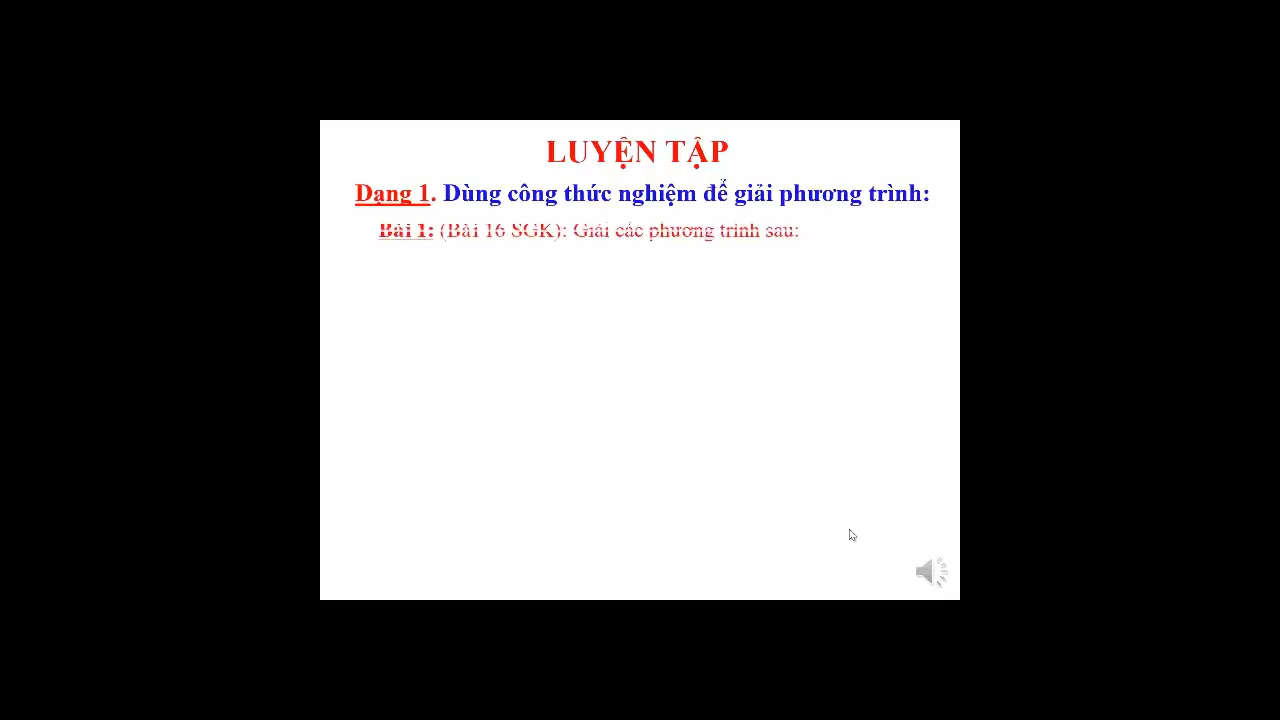 LUYỆN TẬP
Dạng 1. Dùng công thức nghiệm để giải phương trình:
Bài 1: (Bài 16 SGK): Giải các phương trình sau: